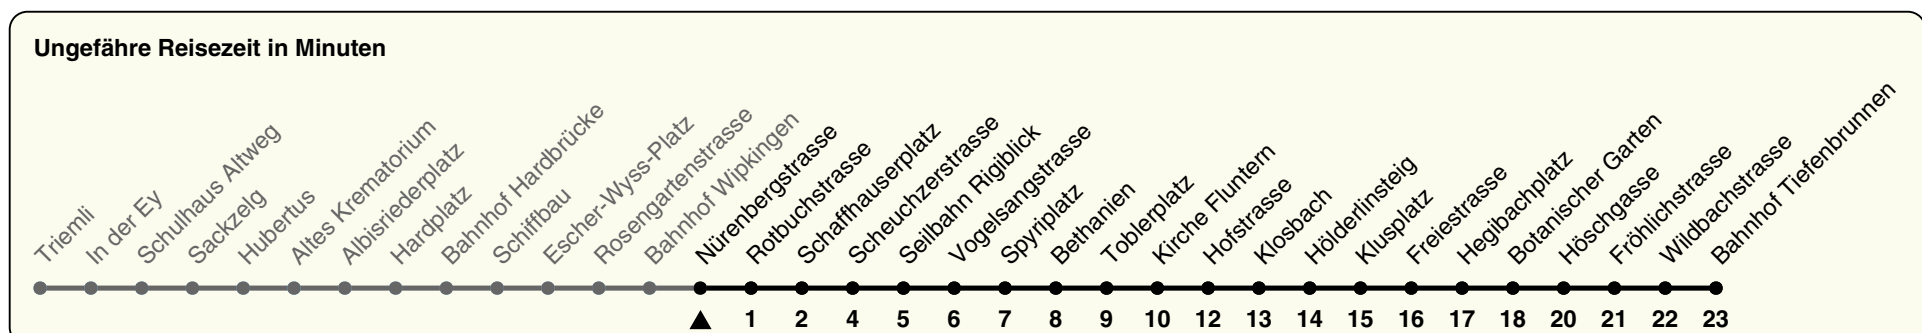 Ungefähre Reisezeit in Minuten
Triemli
In der Ey
Schulhaus Altweg
Sackzelg
Hubertus
Altes Krematorium
Albisriederplatz
Hardplatz
Bahnhof Hardbrücke
Schiffbau
Escher-Wyss-Platz
Rosengartenstrasse
Bahnhof Wipkingen
Nürenbergstrasse
Rotbuchstrasse
Schaffhauserplatz
Scheuchzerstrasse
Seilbahn Rigiblick
Vogelsangstrasse
Spyriplatz
Bethanien
Toblerplatz
Kirche Fluntern
Hofstrasse
Klosbach
Hölderlinsteig
Klusplatz
Freiestrasse
Hegibachplatz
Botanischer Garten
Höschgasse
Fröhlichstrasse
Wildbachstrasse
Bahnhof Tiefenbrunnen
1 2 4 5 6 7 8 9 10 12 13 14 15 16 17 18 20 21 22 23